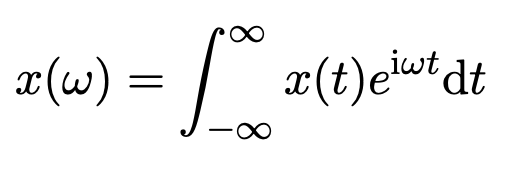 x(ω) = ∫_{-∞}^{∞} x(t)e^{iωt}dt